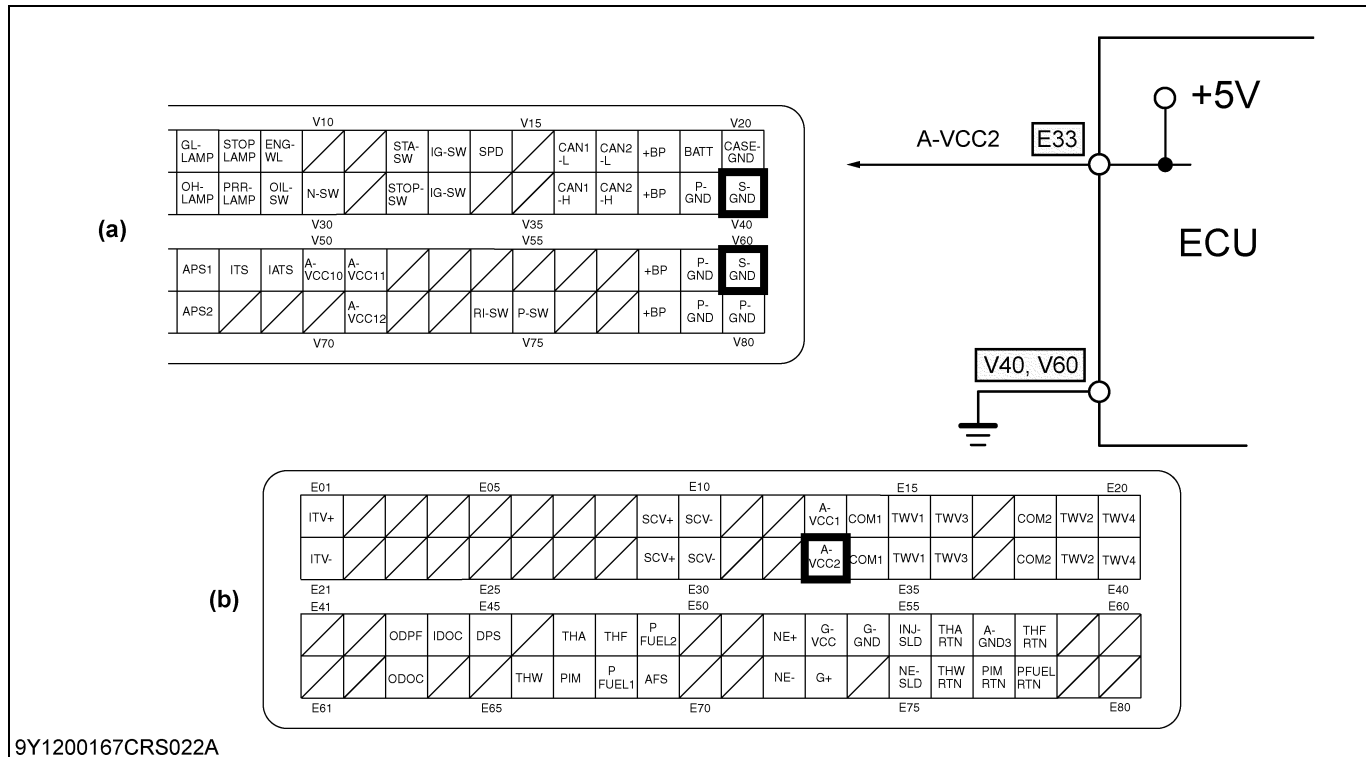 +5V
A-VCC2 E33
ECU
V40, V60
(a)
V10 V15 V20
GL-LAMP STOP LAMP ENG-WL STA-SW IG-SW SPD CAN1-L CAN2-L +BP BATT CASE-GND
OH-LAMP PRR-LAMP OIL-SW N-SW STOP-SW IG-SW CAN1-H CAN2-H +BP P-GND S-GND
V30 V35 V40
V50 V55 V60
APS1 ITS IATS A-VCC10 A-VCC11 +BP P-GND S-GND
APS2 A-VCC12 RI-SW P-SW +BP P-GND P-GND
V70 V75 V80
(b)
E01 E05 E10 E15 E20
ITV+ SCV+ SCV- A-VCC1 COM1 TWV1 TWV3 COM2 TWV2 TWV4
ITV- SCV+ SCV- A-VCC2 COM1 TWV1 TWV3 COM2 TWV2 TWV4
E21 E25 E30 E35 E40
E41 E45 E50 E55 E60
ODPF IDOC DPS THA THF P FUEL2 NE+ G-VCC G-GND INJ-SLD THA RTN A-GND3 THF RTN
ODOC THW PIM P FUEL1 AFS NE- G+ NE-SLD THW RTN PIM RTN PFUEL RTN
E61 E65 E70 E75 E80
9Y1200167CRS022A